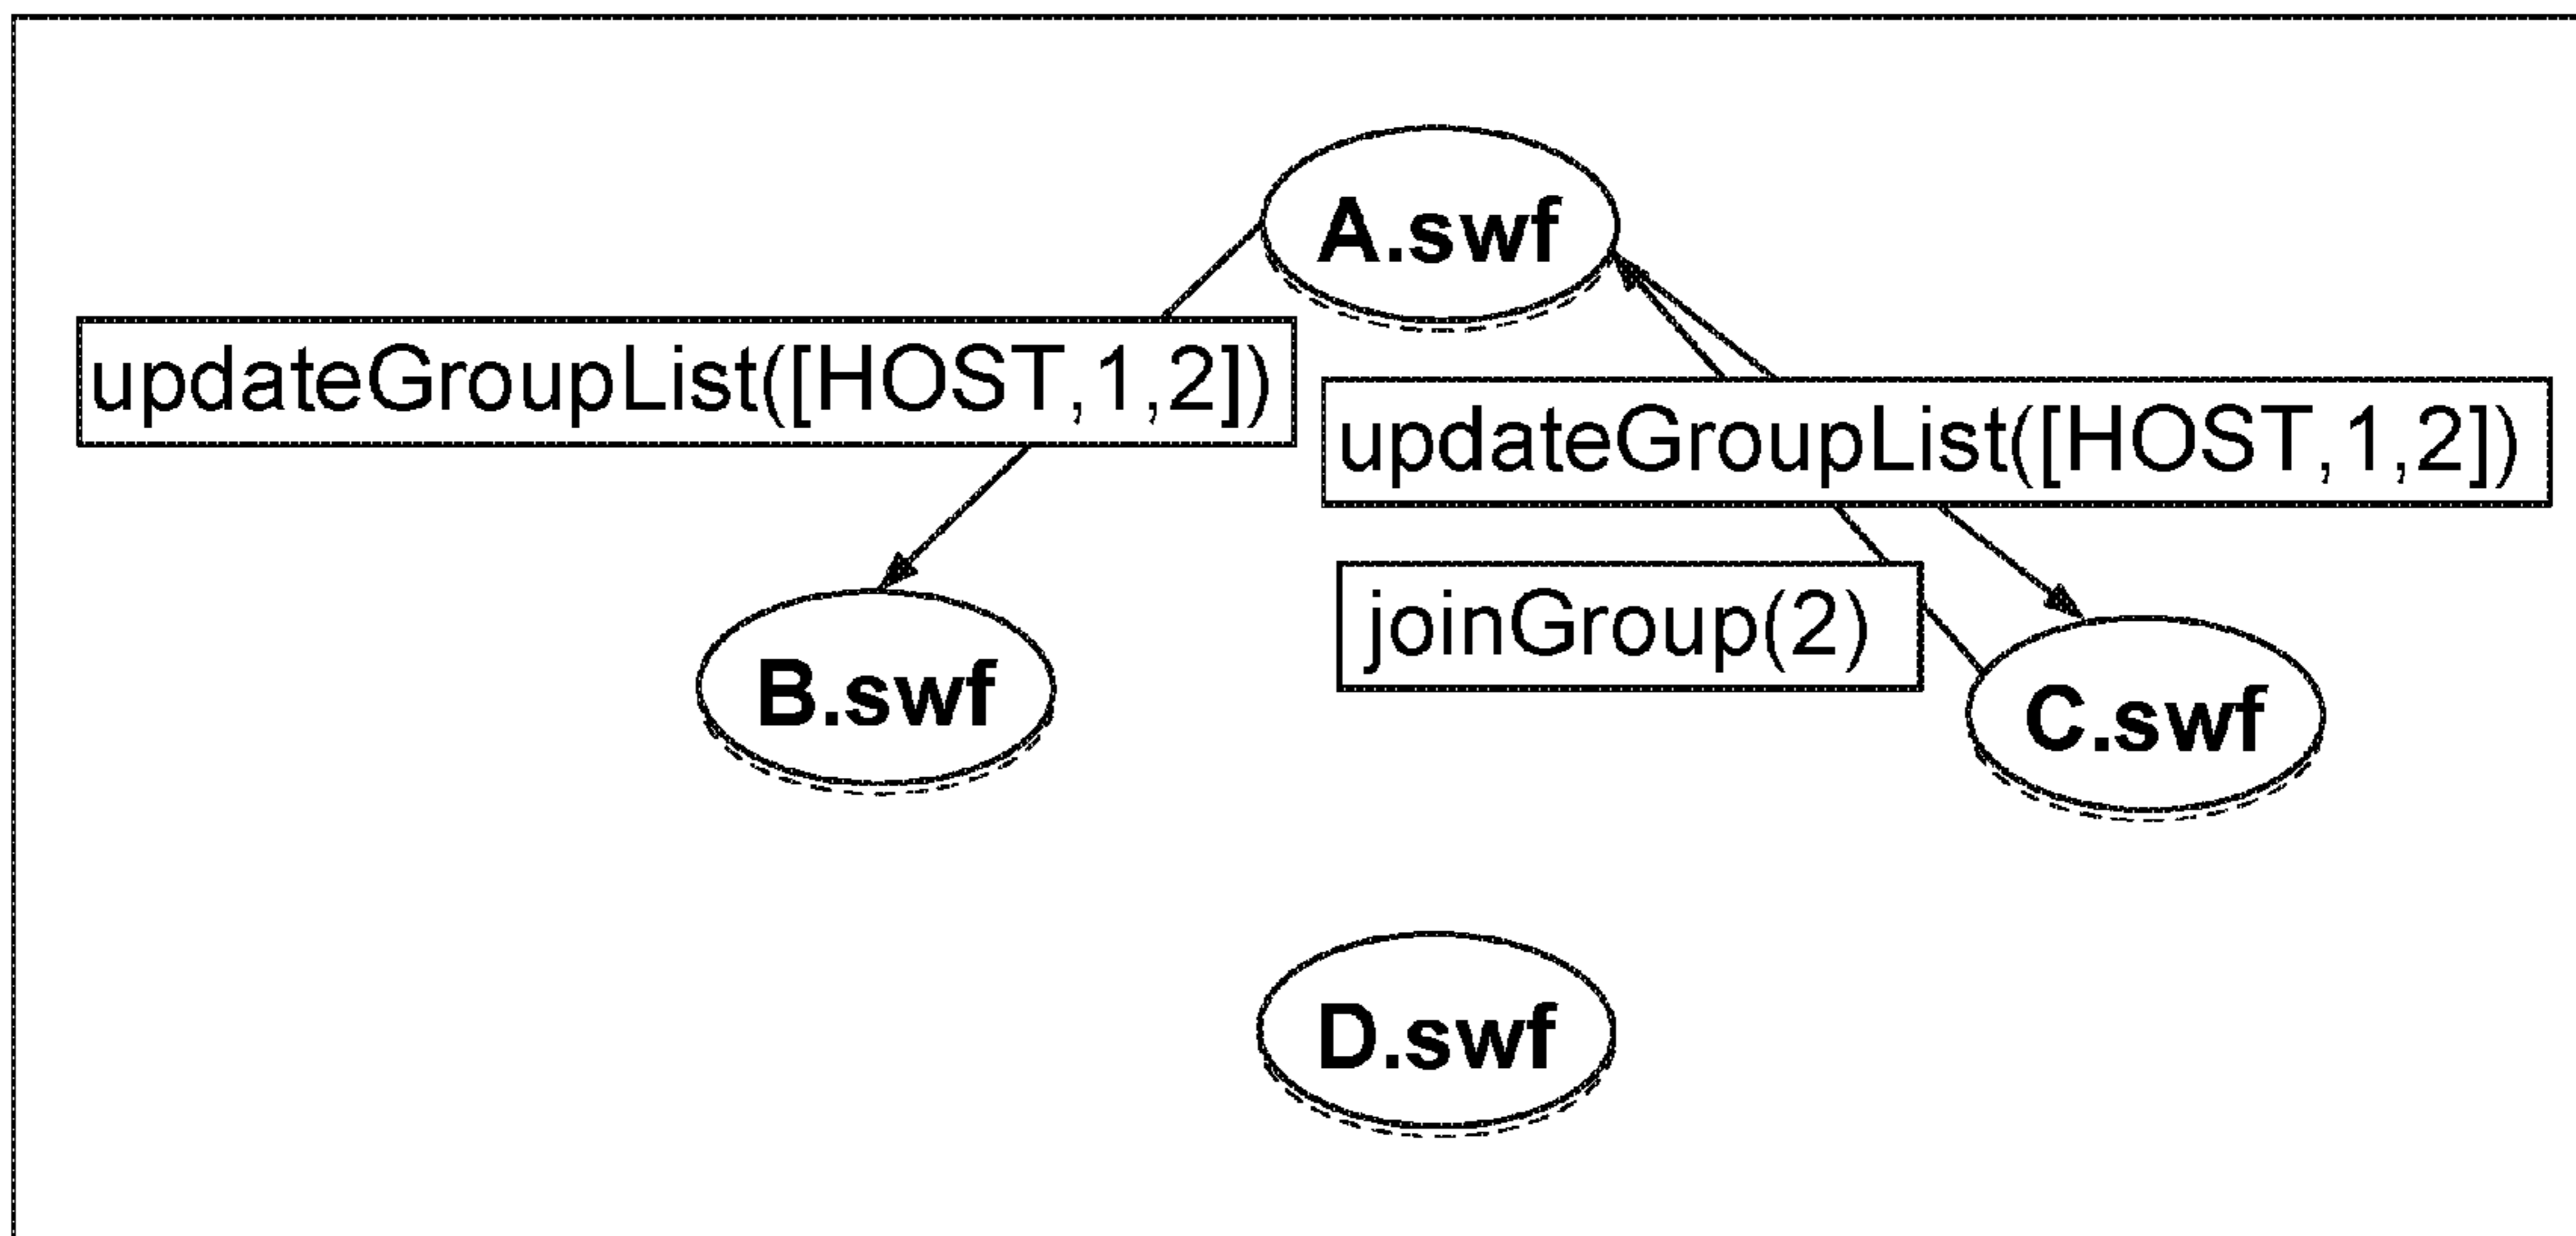 A.swf
updateGroupList([HOST,1,2])
updateGroupList([HOST,1,2])
joinGroup(2)
B.swf
C.swf
D.swf